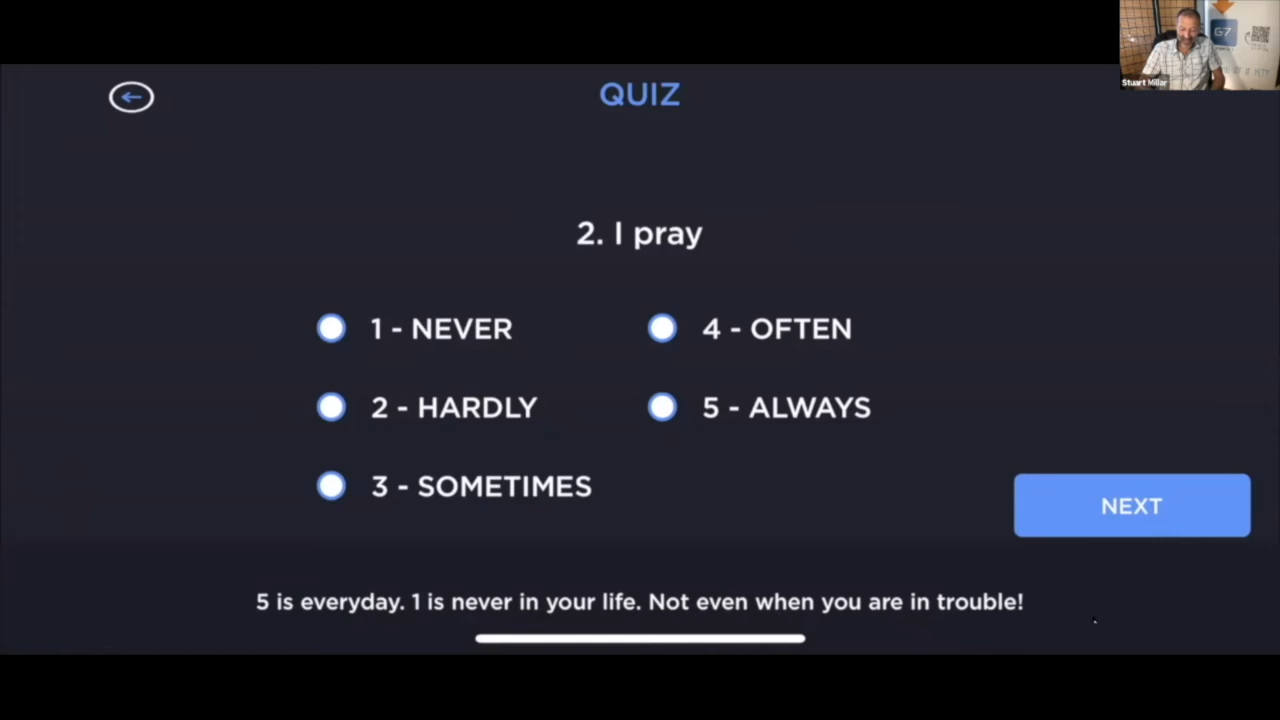 QUIZ
2. I pray
1 - NEVER
2 - HARDLY
3 - SOMETIMES
4 - OFTEN
5 - ALWAYS
NEXT
5 is everyday. 1 is never in your life. Not even when you are in trouble!
Stuart Millar
G7